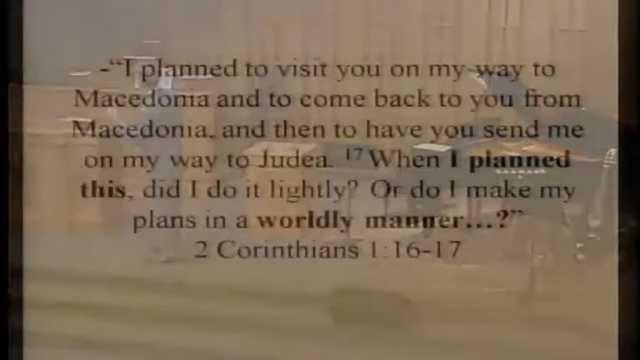 -“I planned to visit you on my way to
Macedonia and to come back to you from
Macedonia, and then to have you send me
on my way to Judea. ¹⁷ When I planned
this, did I do it lightly? Or do I make my
plans in a worldly manner…?”
2 Corinthians 1:16-17